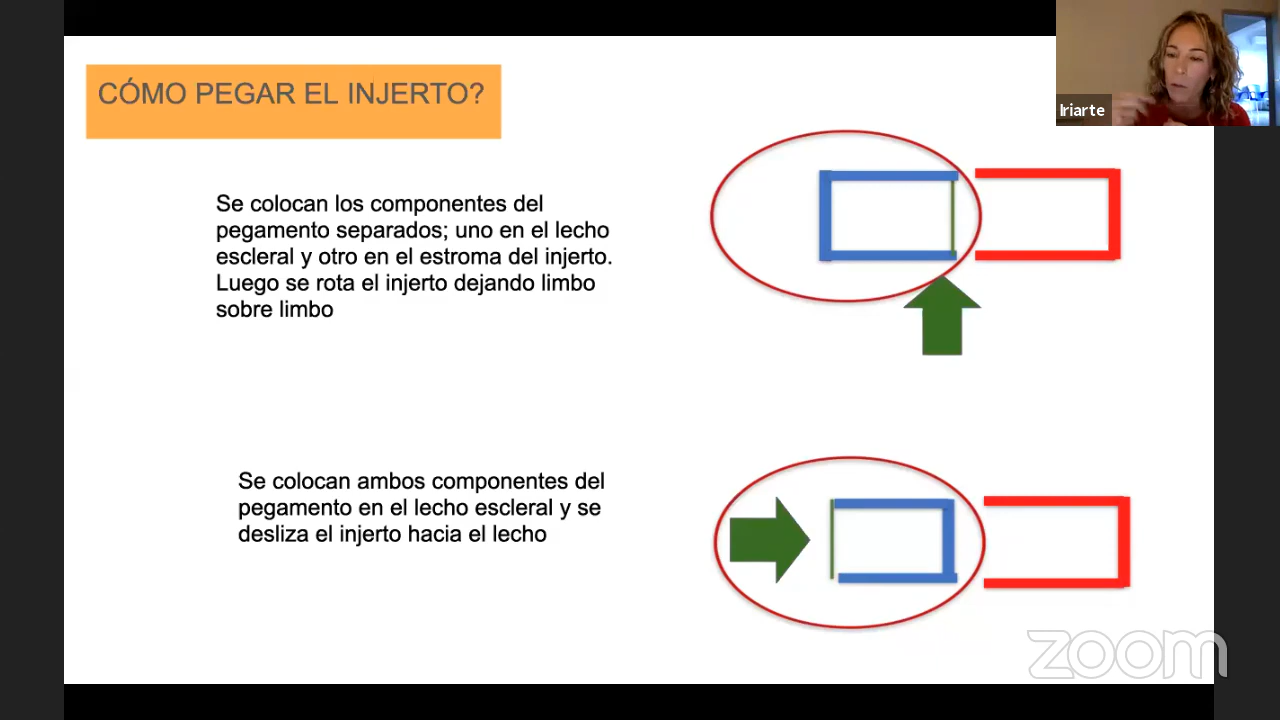 CÓMO PEGAR EL INJERTO?
Iriarte
Se colocan los componentes del
pegamento separados; uno en el lecho
escleral y otro en el estroma del injerto.
Luego se rota el injerto dejando limbo
sobre limbo
Se colocan ambos componentes del
pegamento en el lecho escleral y se
desliza el injerto hacia el lecho
zoom